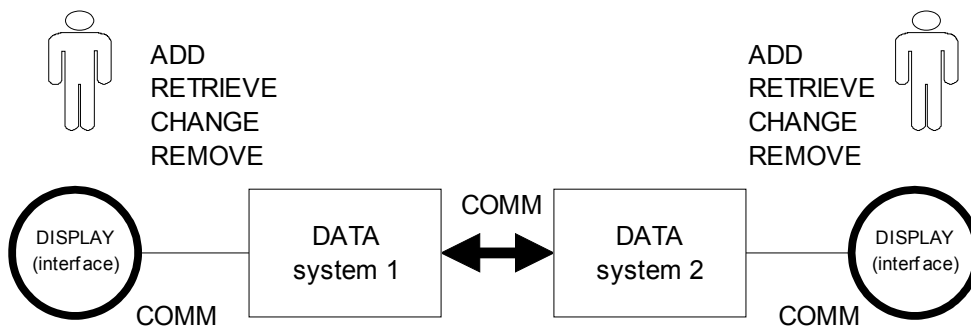 ADD
RETRIEVE
CHANGE
REMOVE
ADD
RETRIEVE
CHANGE
REMOVE
DISPLAY
(interface)
COMM
DATA
system 1
COMM
DATA
system 2
COMM
DISPLAY
(interface)